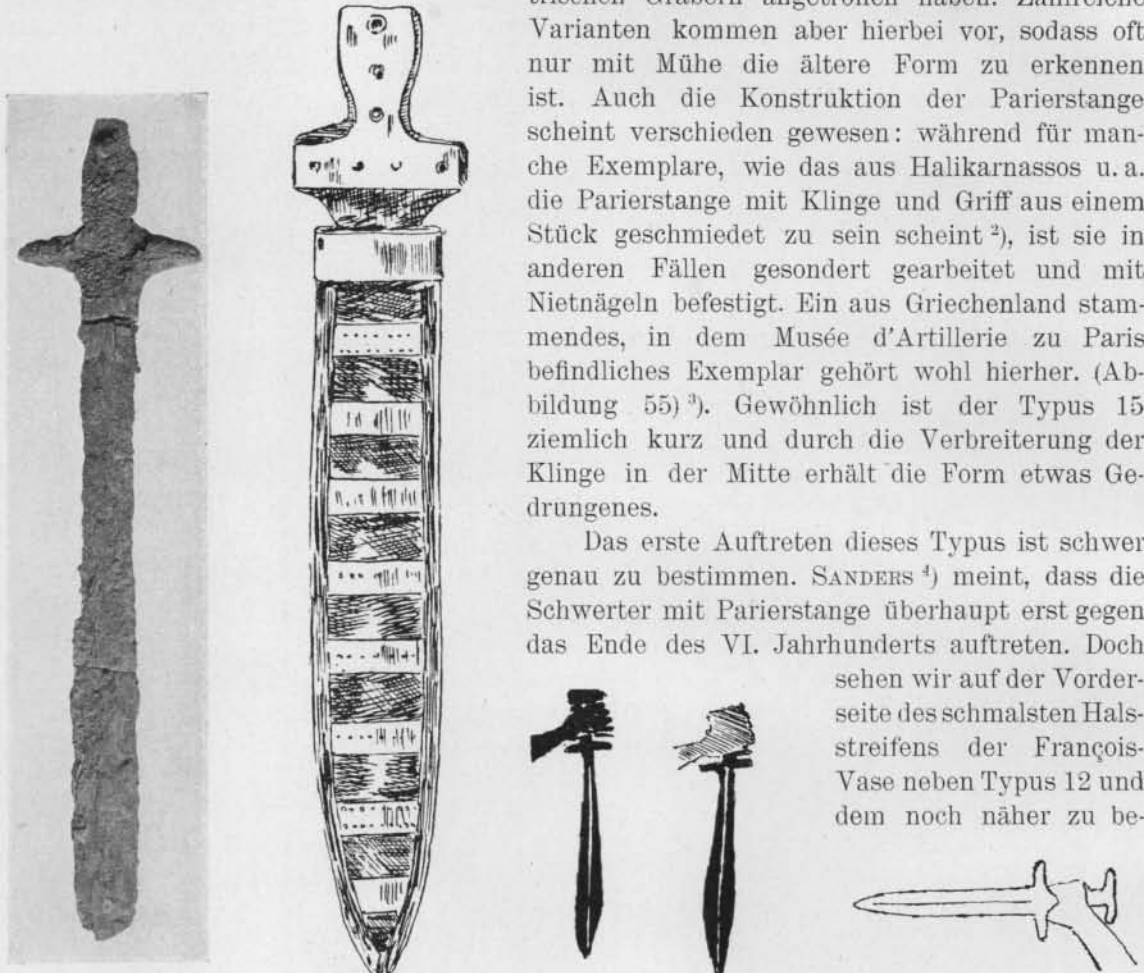 trischen Gräbern angetroffen haben. Zahlreiche
Varianten kommen aber hierbei vor, sodass oft
nur mit Mühe die ältere Form zu erkennen
ist. Auch die Konstruktion der Parierstange
scheint verschieden gewesen: während für man-
che Exemplare, wie das aus Halikarnassos u. a.
die Parierstange mit Klinge und Griff aus einem
Stück geschmiedet zu sein scheint ²), ist sie in
anderen Fällen gesondert gearbeitet und mit
Nietnägeln befestigt. Ein aus Griechenland stam-
mendes, in dem Musée d'Artillerie zu Paris
befindliches Exemplar gehört wohl hierher. (Ab-
bildung 55) ³). Gewöhnlich ist der Typus 15
ziemlich kurz und durch die Verbreiterung der
Klinge in der Mitte erhält die Form etwas Ge-
drungenes.
Das erste Auftreten dieses Typus ist schwer
genau zu bestimmen. SANDERS ⁴) meint, dass die
Schwerter mit Parierstange überhaupt erst gegen
das Ende des VI. Jahrhunderts auftreten. Doch
sehen wir auf der Vorder-
seite des schmalsten Hals-
streifens der François-
Vase neben Typus 12 und
dem noch näher zu be-